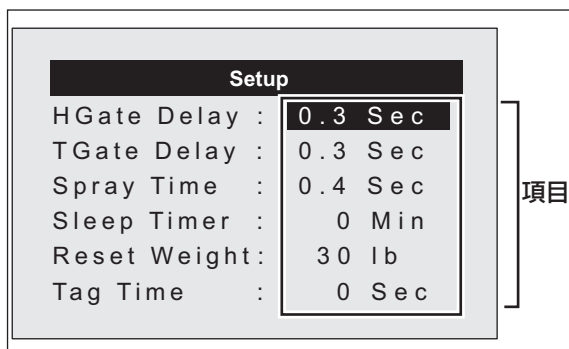 Setup
HGate Delay : 0.3 Sec
TGate Delay : 0.3 Sec
Spray Time : 0.4 Sec
Sleep Timer : 0 Min
Reset Weight: 30 lb
Tag Time : 0 Sec
項目